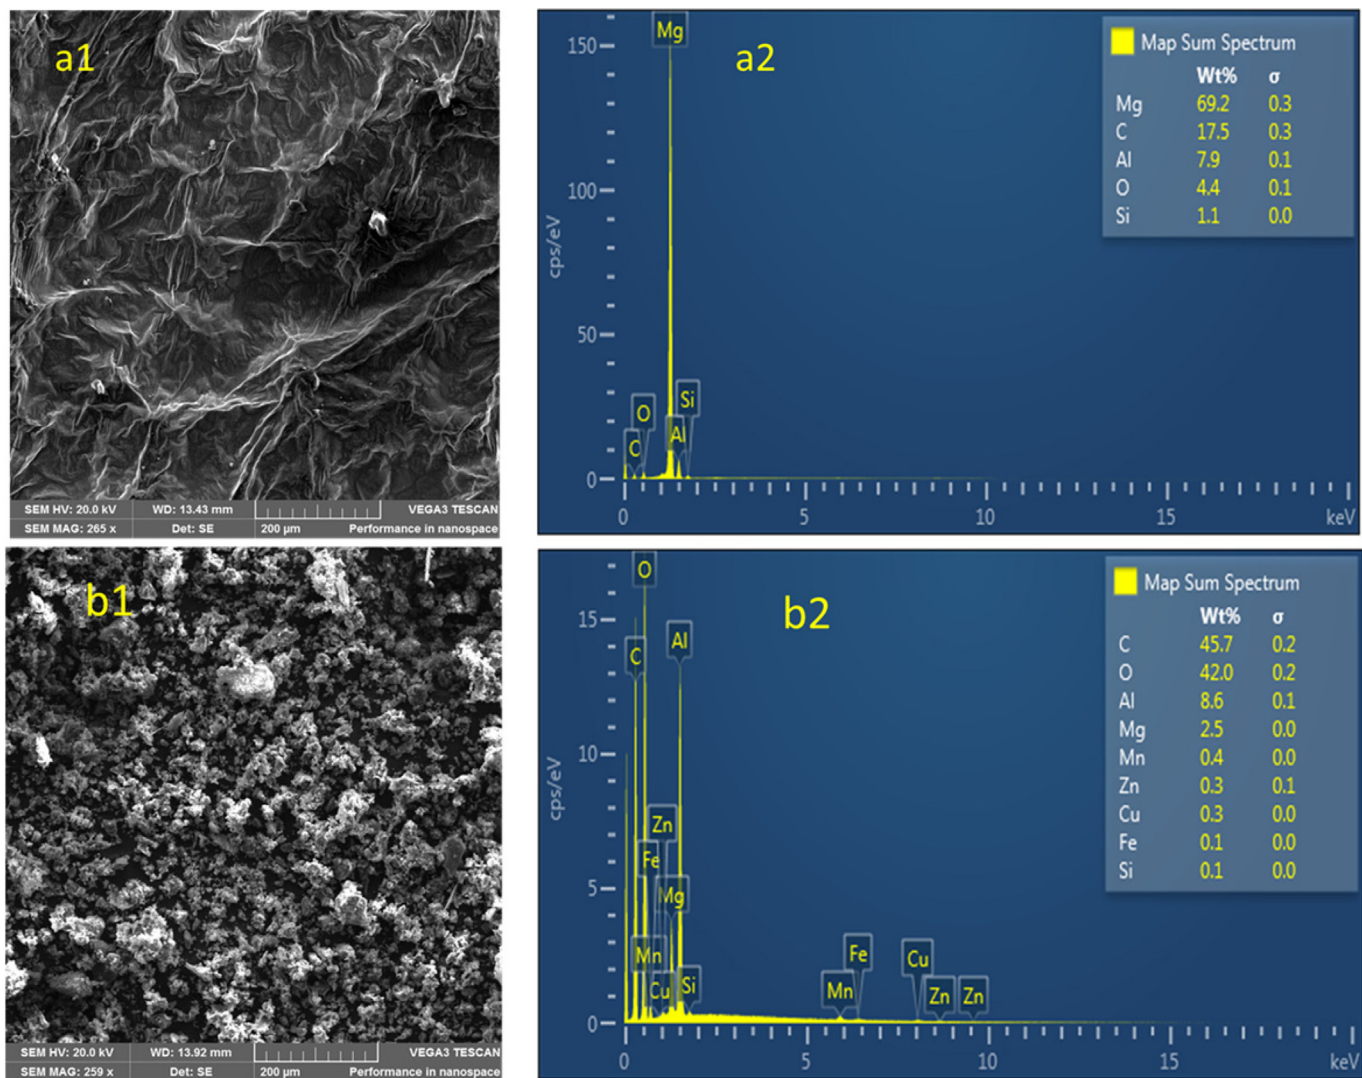 a1
SEM HV: 20.0 kV WD: 13.43 mm VEGA3 TESCAN
SEM MAG: 265 x Det: SE 200 µm Performance in nanospace
a2
Map Sum Spectrum
Wt% σ
Mg 69.2 0.3
C 17.5 0.3
Al 7.9 0.1
O 4.4 0.1
Si 1.1 0.0
cps/eV
150
100
50
0
Mg
Si
O
Al
C
0 5 10 15 keV
b1
SEM HV: 20.0 kV WD: 13.92 mm VEGA3 TESCAN
SEM MAG: 259 x Det: SE 200 µm Performance in nanospace
b2
Map Sum Spectrum
Wt% σ
C 45.7 0.2
O 42.0 0.2
Al 8.6 0.1
Mg 2.5 0.0
Mn 0.4 0.0
Zn 0.3 0.1
Cu 0.3 0.0
Fe 0.1 0.0
Si 0.1 0.0
cps/eV
15
10
5
0
O
Al
C
Zn
Fe
Mg
Mn
Fe
Cu
Si
Cu
Mn
Zn
Zn
0 5 10 15 keV